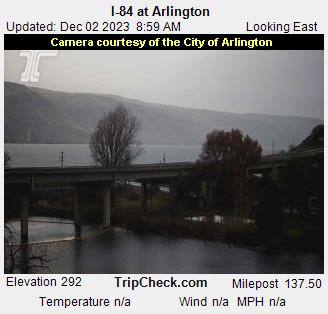 I-84 at Arlington
Updated: Dec 02 2023 8:59 AM Looking East
Camera courtesy of the City of Arlington
Elevation 292 TripCheck.com Milepost 137.50
Temperature n/a Wind n/a MPH n/a